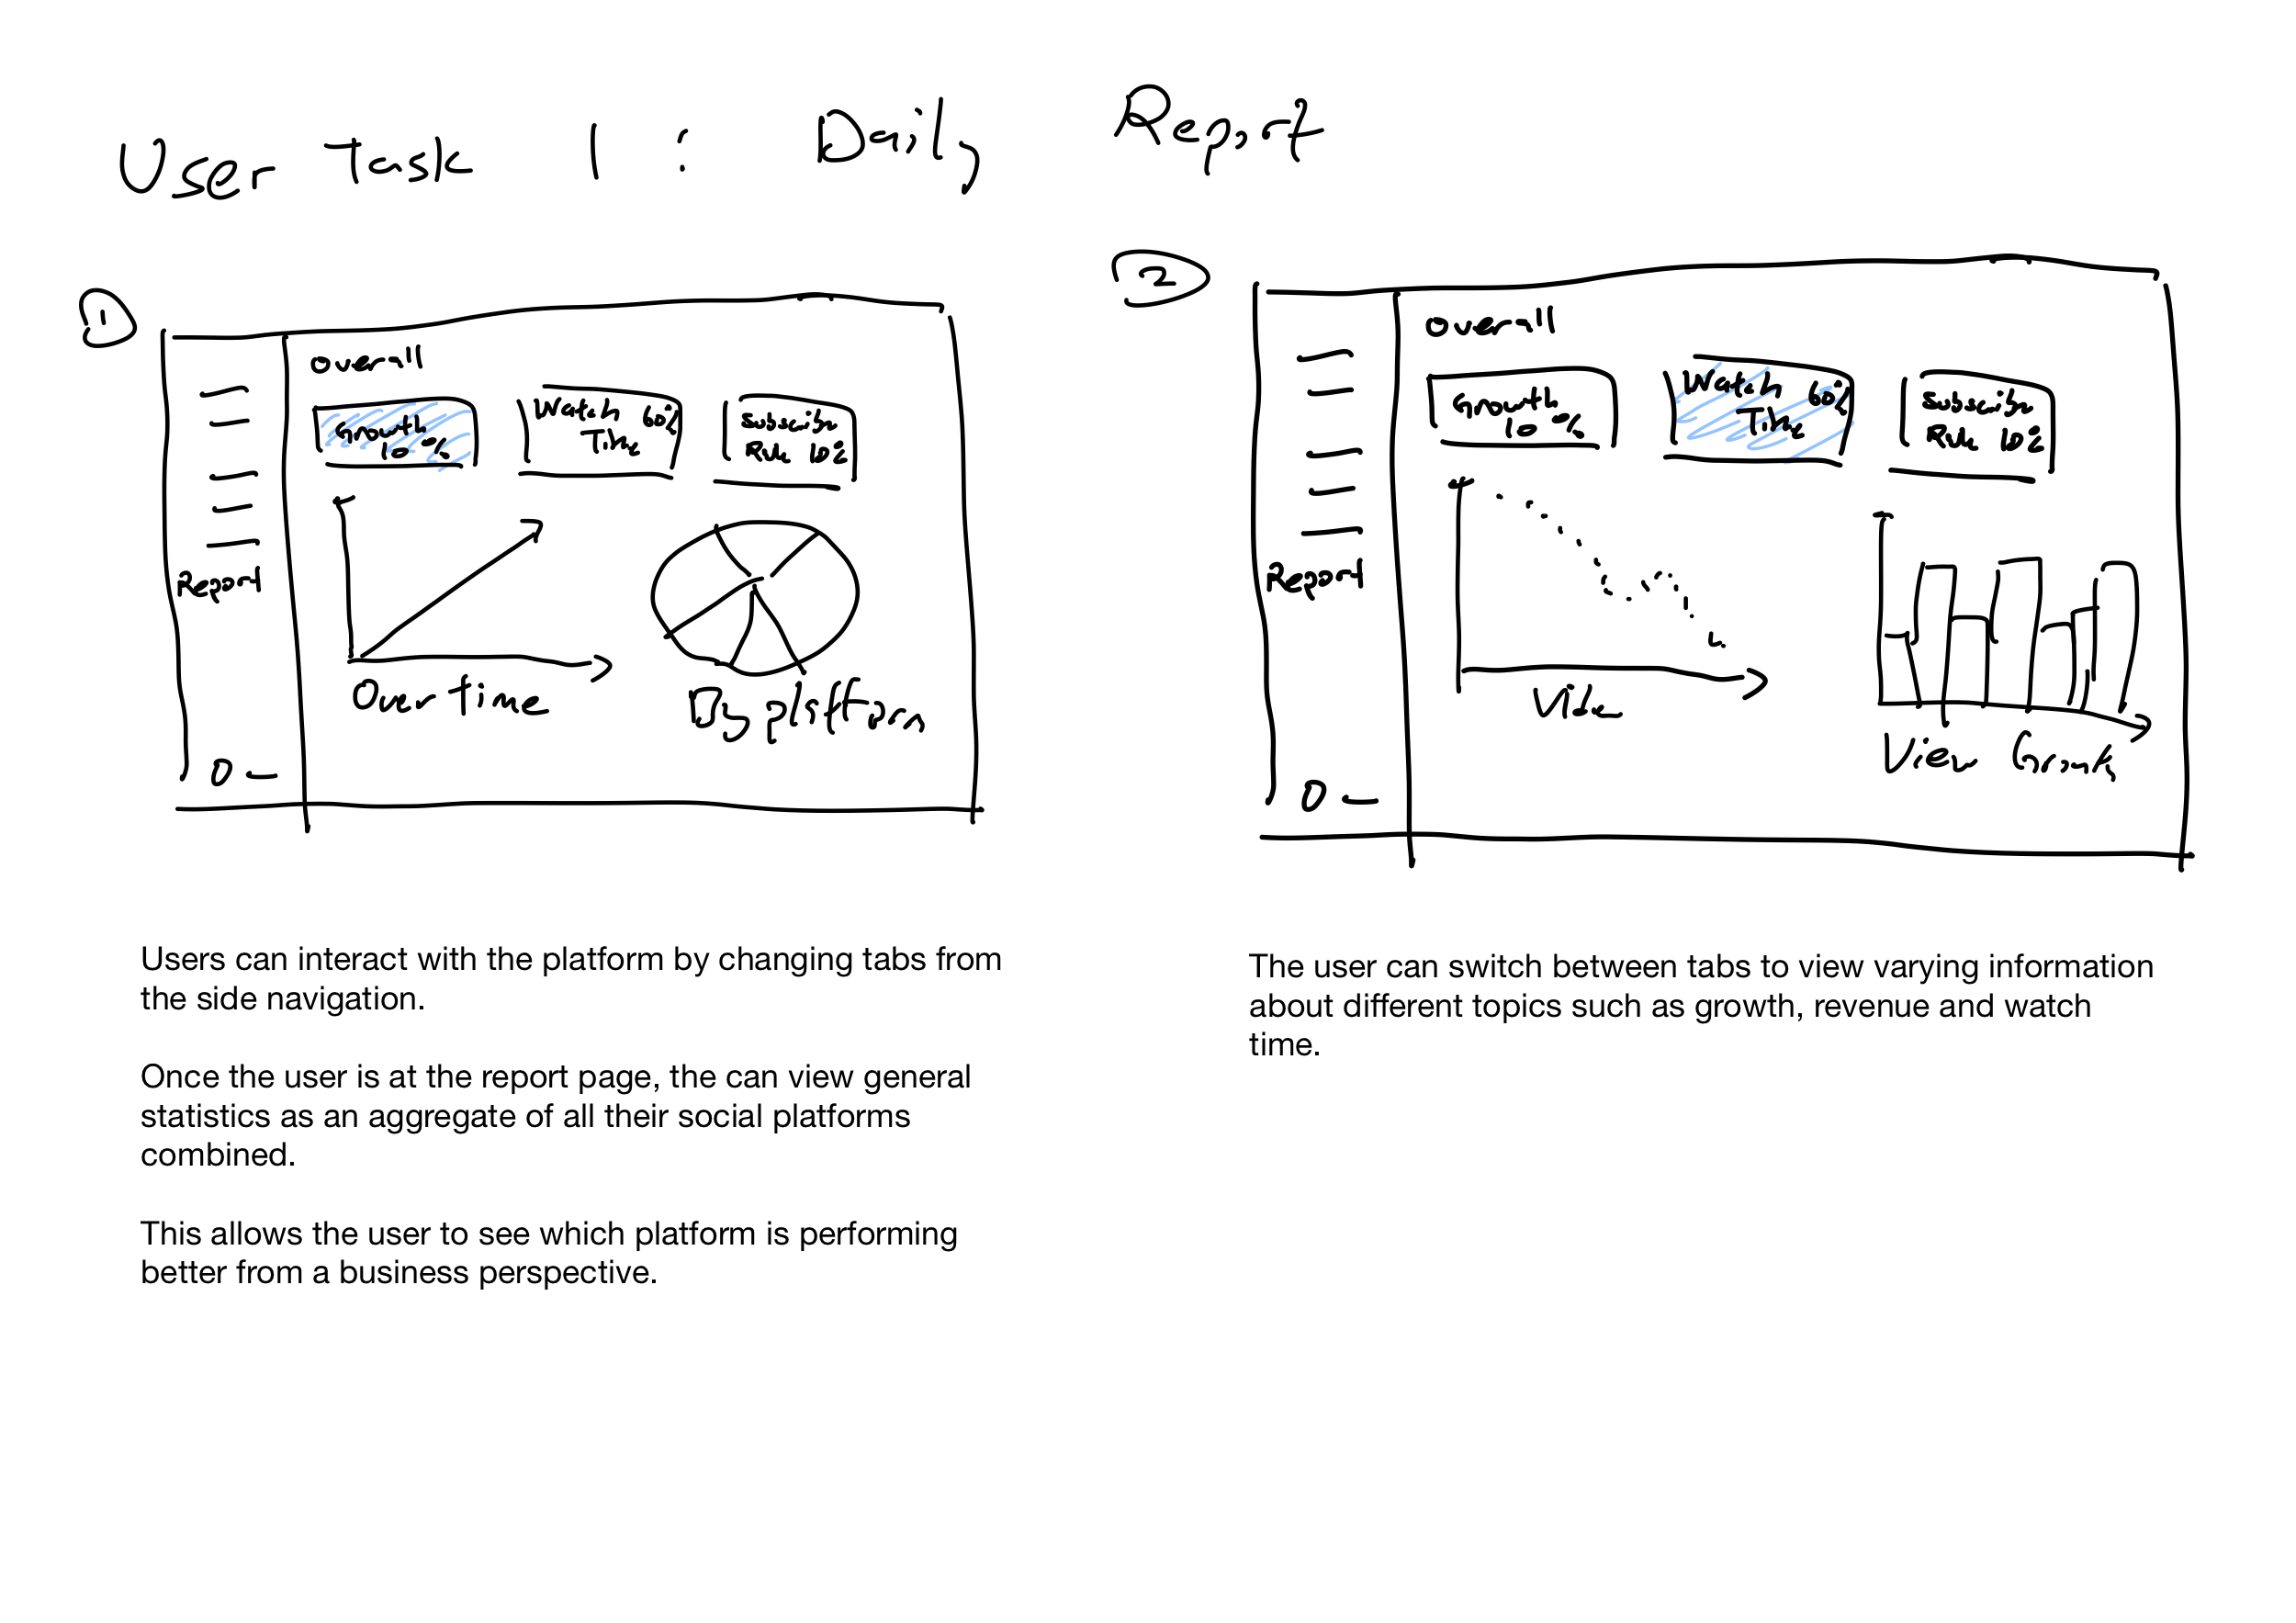 User Task 1 : Daily Report
1
overall
Growth
10 %
Watch 60%
Time
Subscribe
10%
Report
Over time
By platform
2
overall
Growth
10 %
Watch 60%
Time
Subscribe
10%
Report
View
Users can interact with the platform by changing tabs from
the side navigation.
Once the user is at the report page, the can view general
statistics as an aggregate of all their social platforms
combined.
This allows the user to see which platform is performing
better from a business perspective.
The user can switch between tabs to view varying information
about different topics such as growth, revenue and watch
time.